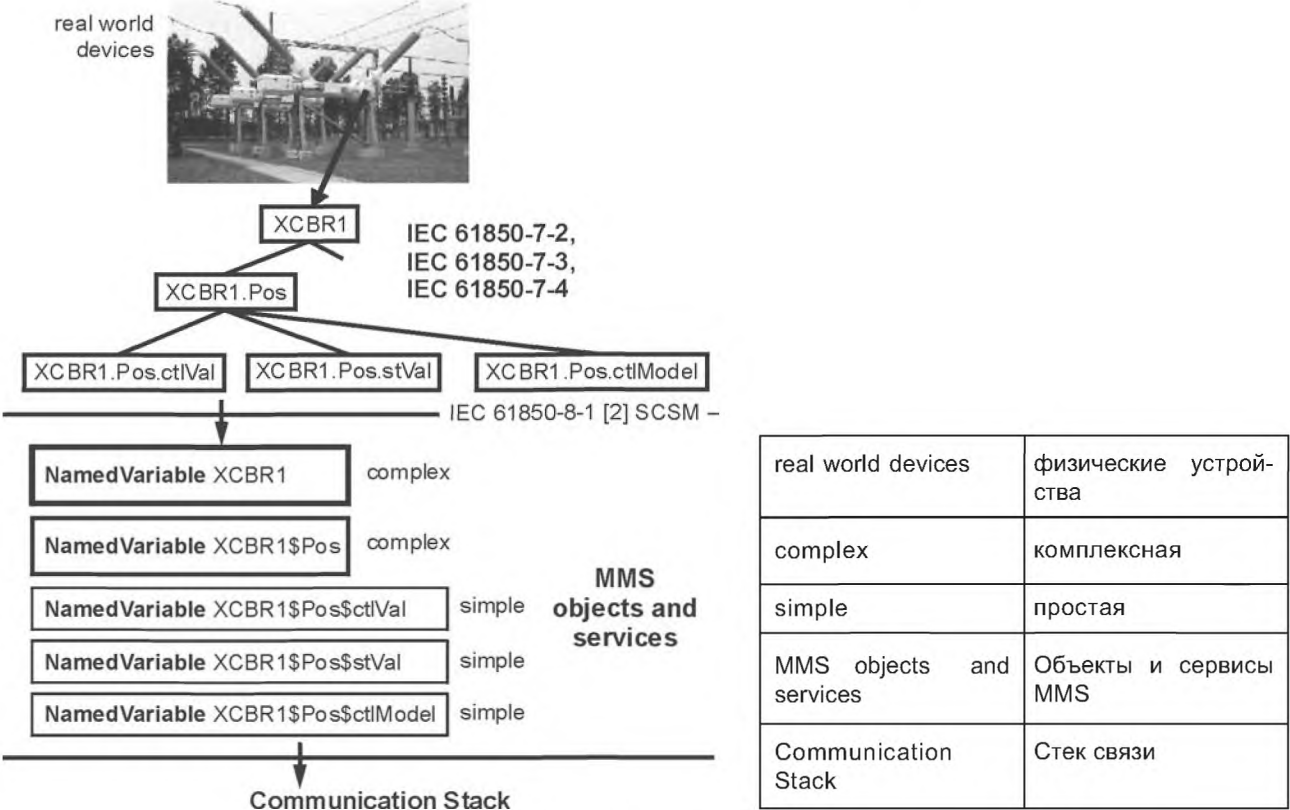 real world
devices
XCBR1
IEC 61850-7-2,
IEC 61850-7-3,
IEC 61850-7-4
XCBR1.Pos
XCBR1.Pos.ctlVal
XCBR1.Pos.stVal
XCBR1.Pos.ctlModel
IEC 61850-8-1 [2] SCSM –
NamedVariable XCBR1
complex
NamedVariable XCBR1$Pos
complex
NamedVariable XCBR1$Pos$ctlVal
simple
NamedVariable XCBR1$Pos$stVal
simple
NamedVariable XCBR1$Pos$ctlModel
simple
MMS
objects and
services
Communication Stack
real world devices
физические устрой-
ства
complex
комплексная
simple
простая
MMS objects and
services
Объекты и сервисы
MMS
Communication
Stack
Стек связи